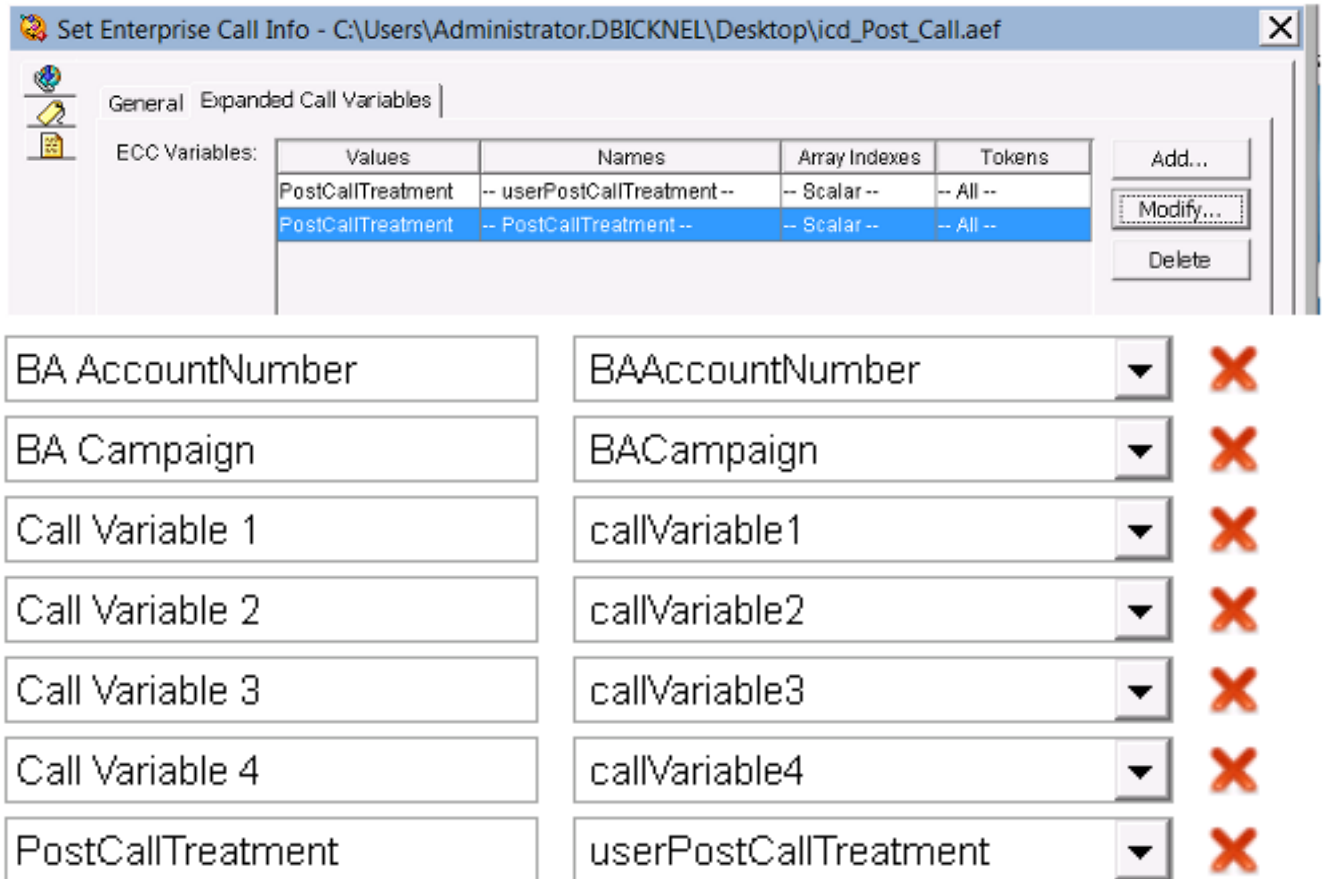 Set Enterprise Call Info - C:\Users\Administrator.DBICKNEL\Desktop\icd_Post_Call.aef
General Expanded Call Variables
ECC Variables: Values Names Array Indexes Tokens Add...
PostCallTreatment -- userPostCallTreatment -- -- Scalar -- -- All --
Modify...
PostCallTreatment -- PostCallTreatment -- -- Scalar -- -- All --
Delete
BA AccountNumber BAAccountNumber
BA Campaign BACampaign
Call Variable 1 callVariable1
Call Variable 2 callVariable2
Call Variable 3 callVariable3
Call Variable 4 callVariable4
PostCallTreatment userPostCallTreatment